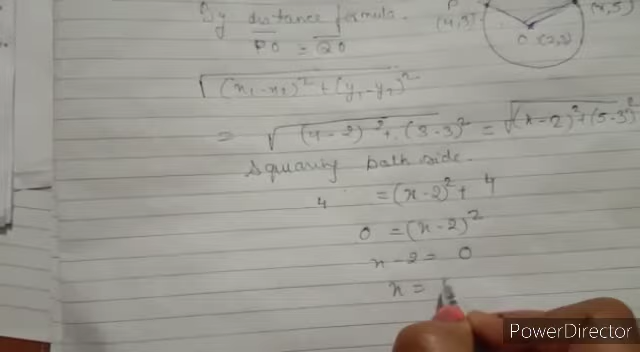 By distance formula.
P
(4,3)
(x,5)
O
PO = QO
√(x₁-x₂)²+(y₁-y₂)²
= √(4-2)²+(3-3)² = √(x-2)²+(5-3)²
Squaring both side.
4 = (x-2)²+4
0 = (x-2)²
x-2 = 0
x =
PowerDirector